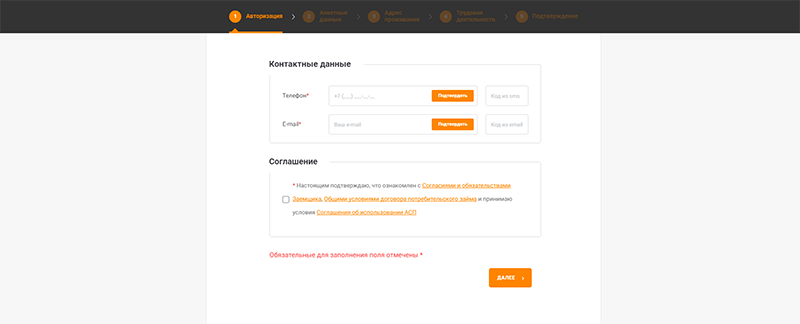 1 Авторизация
2 Анкетные данные
3 Адрес проживания
4 Трудовая деятельность
5 Подтверждение
Контактные данные
Телефон* +7 (___) ___-__-__ Подтвердить Код из sms
E-mail* Ваш e-mail Подтвердить Код из email
Соглашение
* Настоящим подтверждаю, что ознакомлен с Согласиями и обязательствами
Заемщика, Общими условиями договора потребительского займа и принимаю
условия Соглашения об использовании АСП
Обязательные для заполнения поля отмечены *
ДАЛЕЕ ›